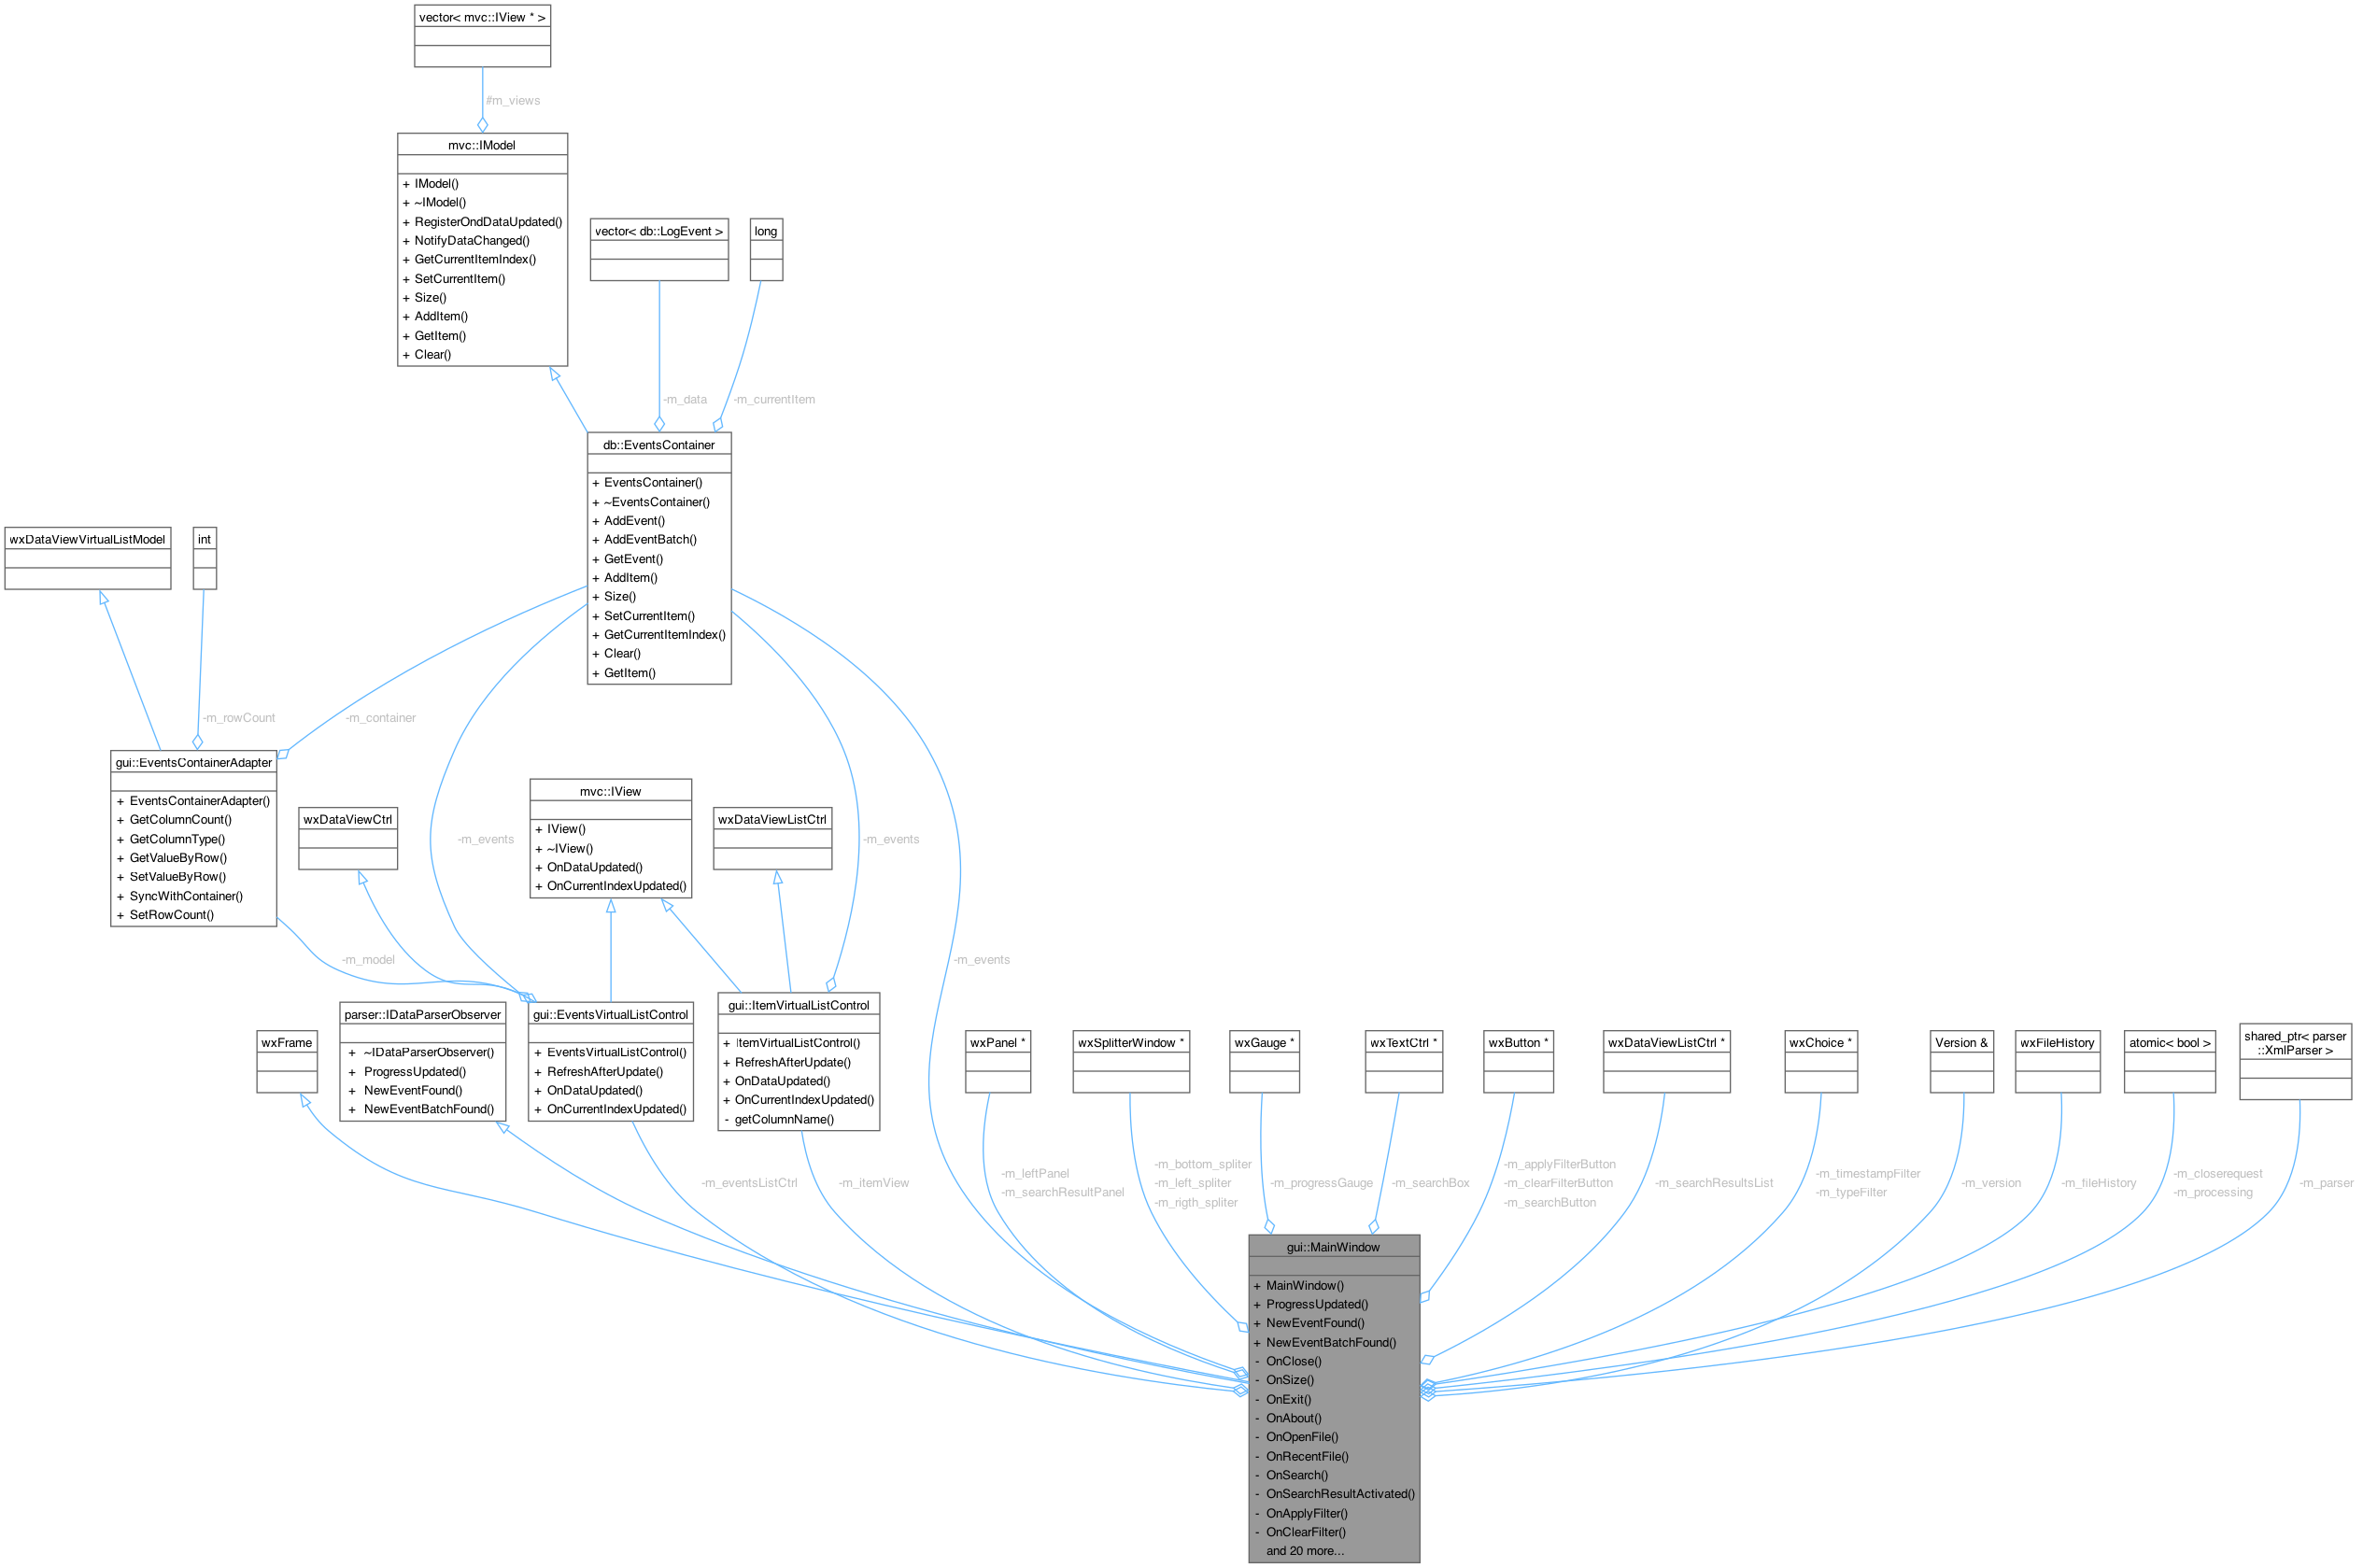 vector< mvc::IView * >
#m_views
mvc::IModel
+ IModel()
+ ~IModel()
+ RegisterOndDataUpdated()
+ NotifyDataChanged()
+ GetCurrentItemIndex()
+ SetCurrentItem()
+ Size()
+ AddItem()
+ GetItem()
+ Clear()
vector< db::LogEvent >
long
-m_data
-m_currentItem
db::EventsContainer
+ EventsContainer()
+ ~EventsContainer()
+ AddEvent()
+ AddEventBatch()
+ GetEvent()
+ AddItem()
+ Size()
+ SetCurrentItem()
+ GetCurrentItemIndex()
+ Clear()
+ GetItem()
wxDataViewVirtualListModel
int
-m_rowCount
-m_container
gui::EventsContainerAdapter
+ EventsContainerAdapter()
+ GetColumnCount()
+ GetColumnType()
+ GetValueByRow()
+ SetValueByRow()
+ SyncWithContainer()
+ SetRowCount()
wxDataViewCtrl
-m_events
mvc::IView
+ IView()
+ ~IView()
+ OnDataUpdated()
+ OnCurrentIndexUpdated()
wxDataViewListCtrl
-m_events
-m_model
-m_events
wxFrame
parser::IDataParserObserver
+ ~IDataParserObserver()
+ ProgressUpdated()
+ NewEventFound()
+ NewEventBatchFound()
gui::EventsVirtualListControl
+ EventsVirtualListControl()
+ RefreshAfterUpdate()
+ OnDataUpdated()
+ OnCurrentIndexUpdated()
gui::ItemVirtualListControl
+ ItemVirtualListControl()
+ RefreshAfterUpdate()
+ OnDataUpdated()
+ OnCurrentIndexUpdated()
- getColumnName()
wxPanel *
wxSplitterWindow *
wxGauge *
wxTextCtrl *
wxButton *
wxDataViewListCtrl *
wxChoice *
Version &
wxFileHistory
atomic< bool >
shared_ptr< parser
::XmlParser >
-m_eventsListCtrl
-m_itemView
-m_leftPanel
-m_searchResultPanel
-m_bottom_spliter
-m_left_spliter
-m_rigth_spliter
-m_progressGauge
-m_searchBox
-m_applyFilterButton
-m_clearFilterButton
-m_searchButton
-m_searchResultsList
-m_timestampFilter
-m_typeFilter
-m_version
-m_fileHistory
-m_closerequest
-m_processing
-m_parser
gui::MainWindow
+ MainWindow()
+ ProgressUpdated()
+ NewEventFound()
+ NewEventBatchFound()
- OnClose()
- OnSize()
- OnExit()
- OnAbout()
- OnOpenFile()
- OnRecentFile()
- OnSearch()
- OnSearchResultActivated()
- OnApplyFilter()
- OnClearFilter()
and 20 more...